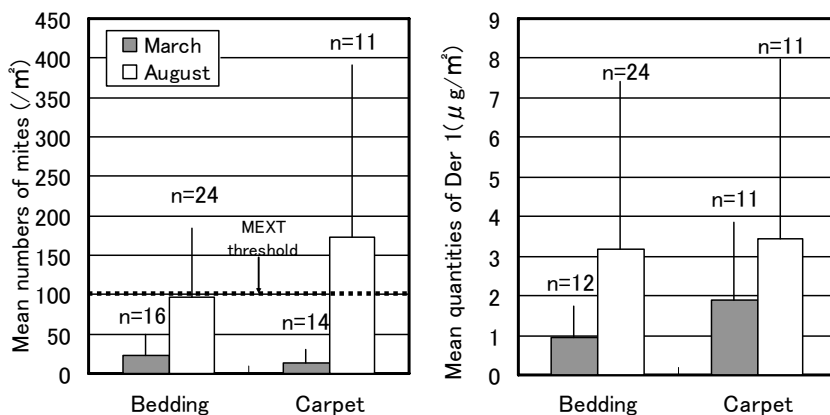 Mean numbers of mites (/㎡)
450
400
350
300
250
200
150
100
50
0
March
August
n=11
n=24
MEXT
threshold
n=16
n=14
Bedding
Carpet
Mean quantities of Der 1(μg/㎡)
9
8
7
6
5
4
3
2
1
0
n=24
n=11
n=12
n=11
Bedding
Carpet